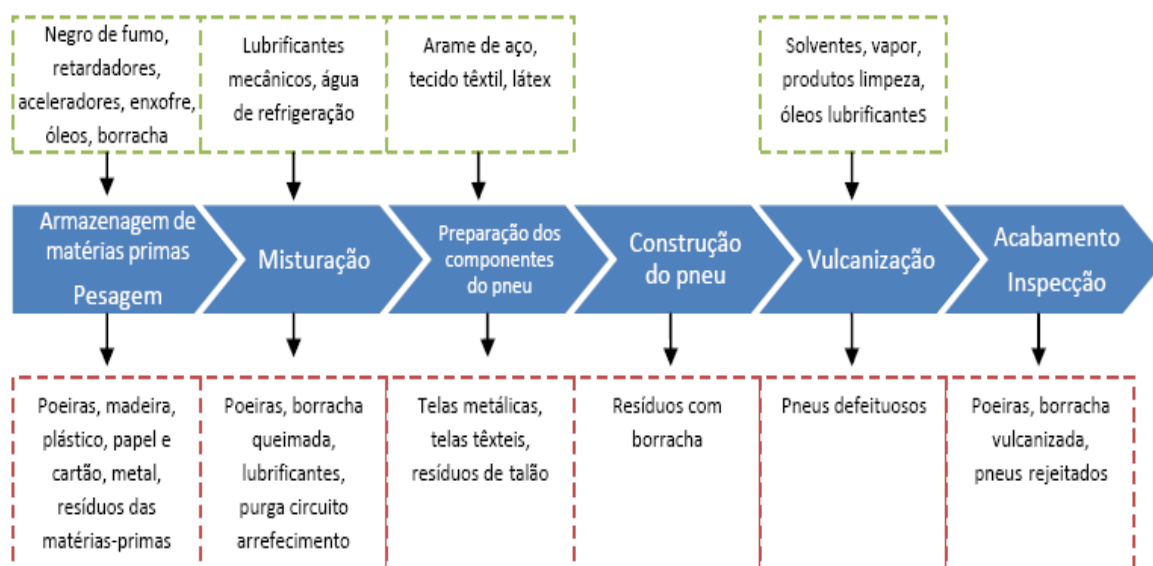 Negro de fumo,
retardadores,
aceleradores, enxofre,
óleos, borracha
Lubrificantes
mecânicos, água
de refrigeração
Arame de aço,
tecido têxtil, látex
Solventes, vapor,
produtos limpeza,
óleos lubrificantes
Armazenagem de
matérias primas
Pesagem
Misturação
Preparação dos
componentes
do pneu
Construção
do pneu
Vulcanização
Acabamento
Inspecção
Poeiras, madeira,
plástico, papel e
cartão, metal,
resíduos das
matérias-primas
Poeiras, borracha
queimada,
lubrificantes,
purga circuito
arrefecimento
Telas metálicas,
telas têxteis,
resíduos de talão
Resíduos com
borracha
Pneus defeituosos
Poeiras, borracha
vulcanizada,
pneus rejeitados